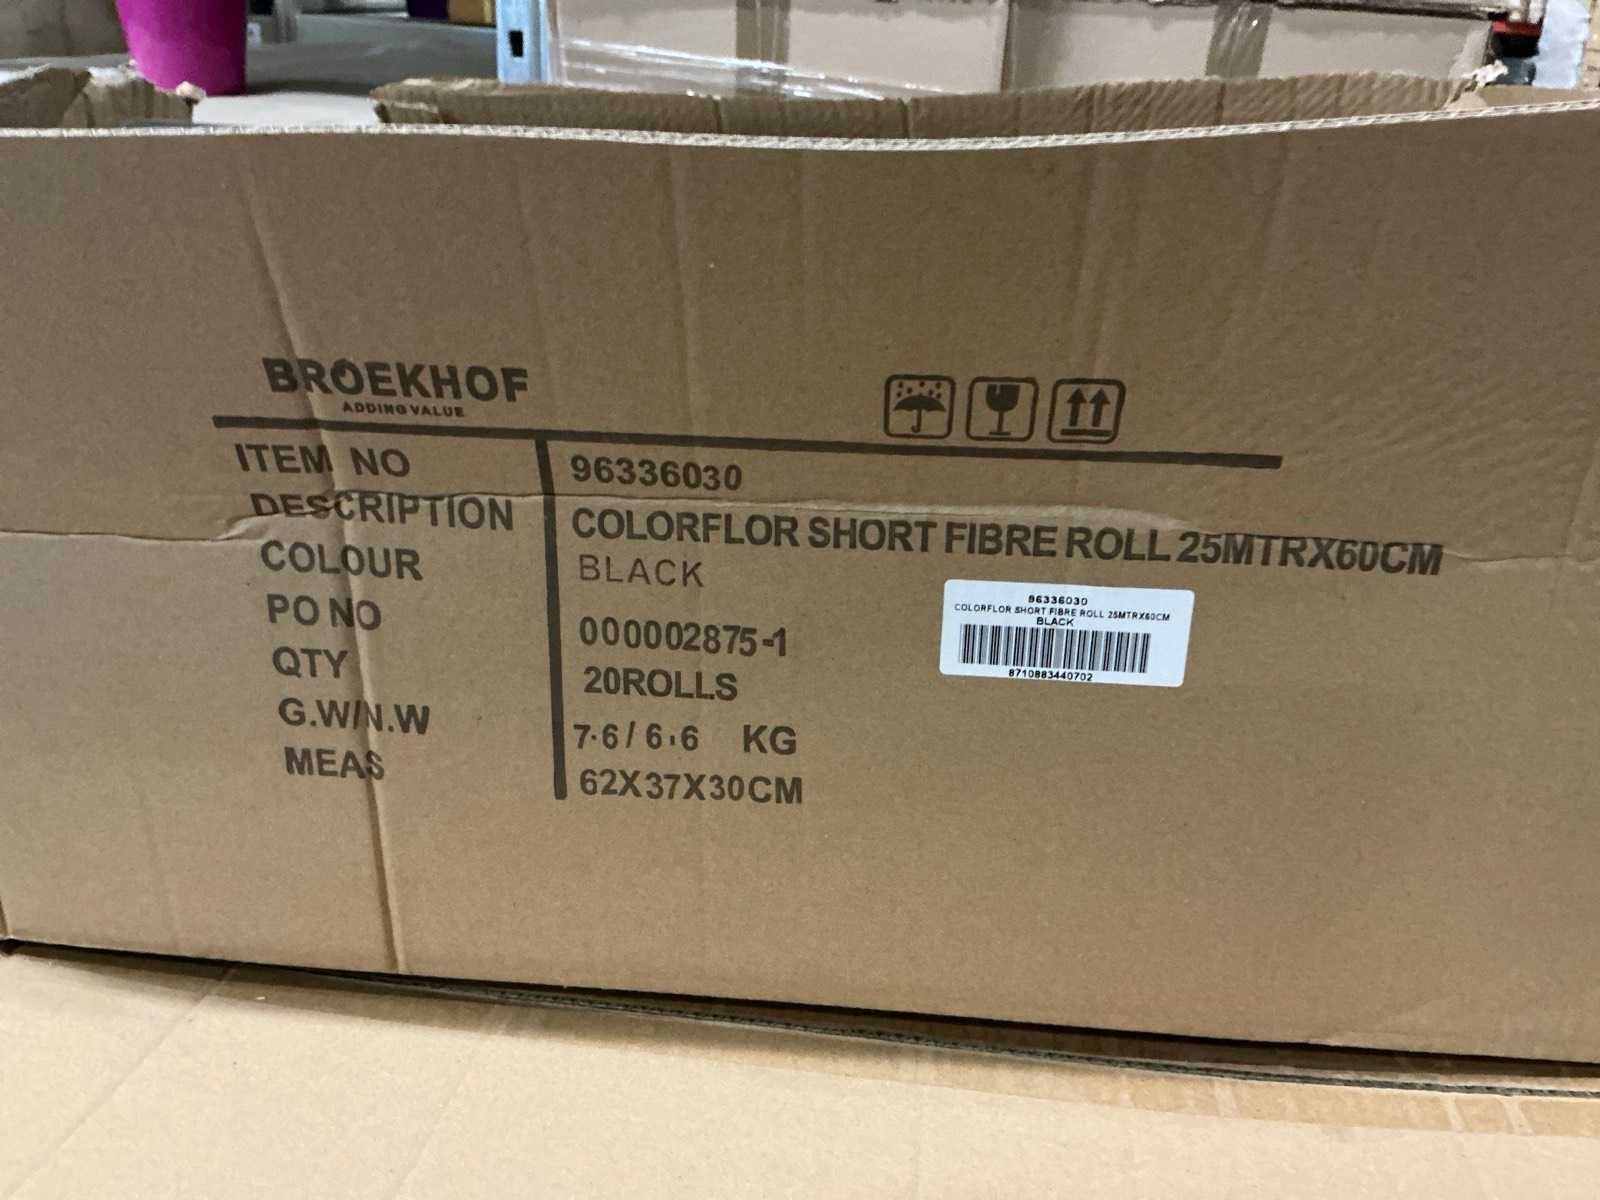 BROEKHOF
ADDING VALUE
ITEM NO 96336030
DESCRIPTION COLORFLOR SHORT FIBRE ROLL 25MTRX60CM
COLOUR BLACK
PO NO 000002875-1
QTY 20ROLLS
G.W/N.W 7.6/6.6 KG
MEAS 62X37X30CM
96336030
COLORFLOR SHORT FIBRE ROLL 25MTRX60CM
BLACK
8710883440702